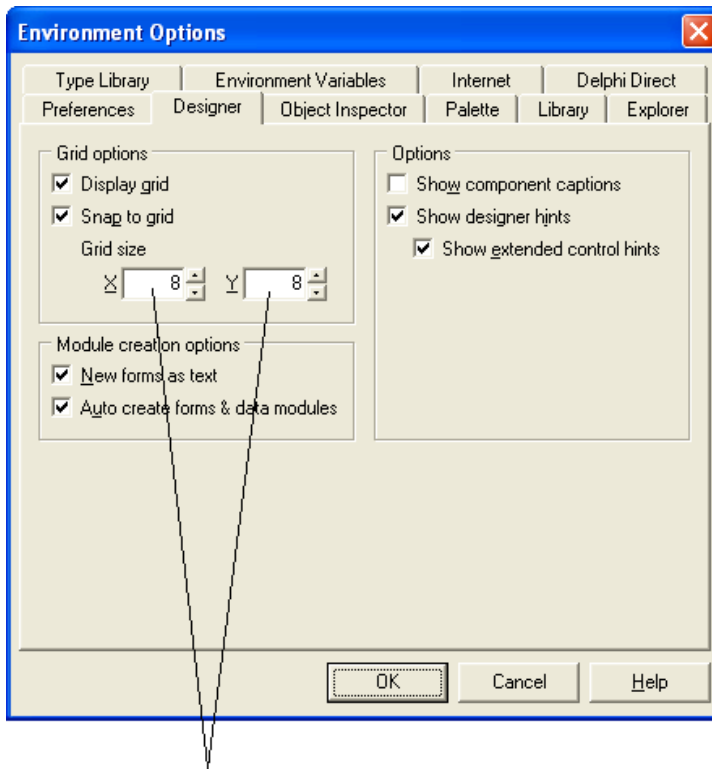 Environment Options
Type Library Environment Variables Internet Delphi Direct
Preferences Designer Object Inspector Palette Library Explorer
Grid options
Display grid
Snap to grid
Grid size
X 8 Y 8
Module creation options
New forms as text
Auto create forms & data modules
Options
Show component captions
Show designer hints
Show extended control hints
OK Cancel Help